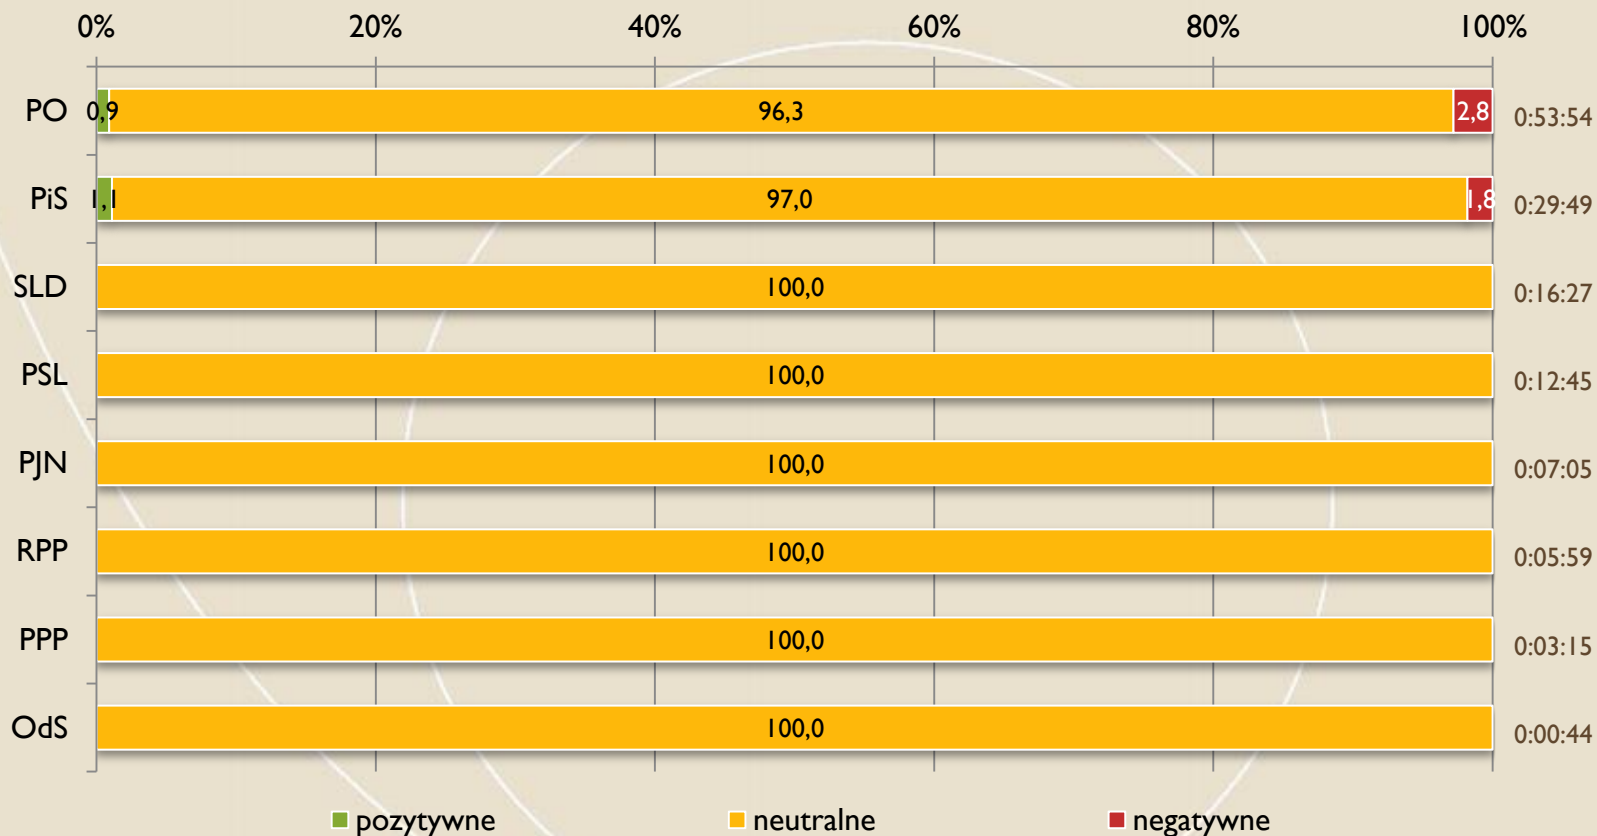 0% 20% 40% 60% 80% 100%
PO 0,9 96,3 2,8 0:53:54
PiS 1,1 97,0 1,8 0:29:49
SLD 100,0 0:16:27
PSL 100,0 0:12:45
PJN 100,0 0:07:05
RPP 100,0 0:05:59
PPP 100,0 0:03:15
OdS 100,0 0:00:44
pozytywne neutralne negatywne